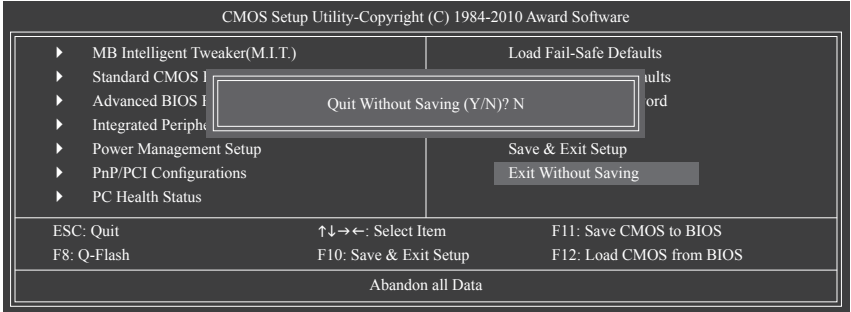 CMOS Setup Utility-Copyright (C) 1984-2010 Award Software
MB Intelligent Tweaker(M.I.T.)
Standard CMOS
Advanced BIOS
Integrated
Power Management Setup
PnP/PCI Configurations
PC Health Status
Load Fail-Safe Defaults
Save & Exit Setup
Exit Without Saving
Quit Without Saving (Y/N)? N
ESC: Quit ↑↓→←: Select Item F11: Save CMOS to BIOS
F8: Q-Flash F10: Save & Exit Setup F12: Load CMOS from BIOS
Abandon all Data